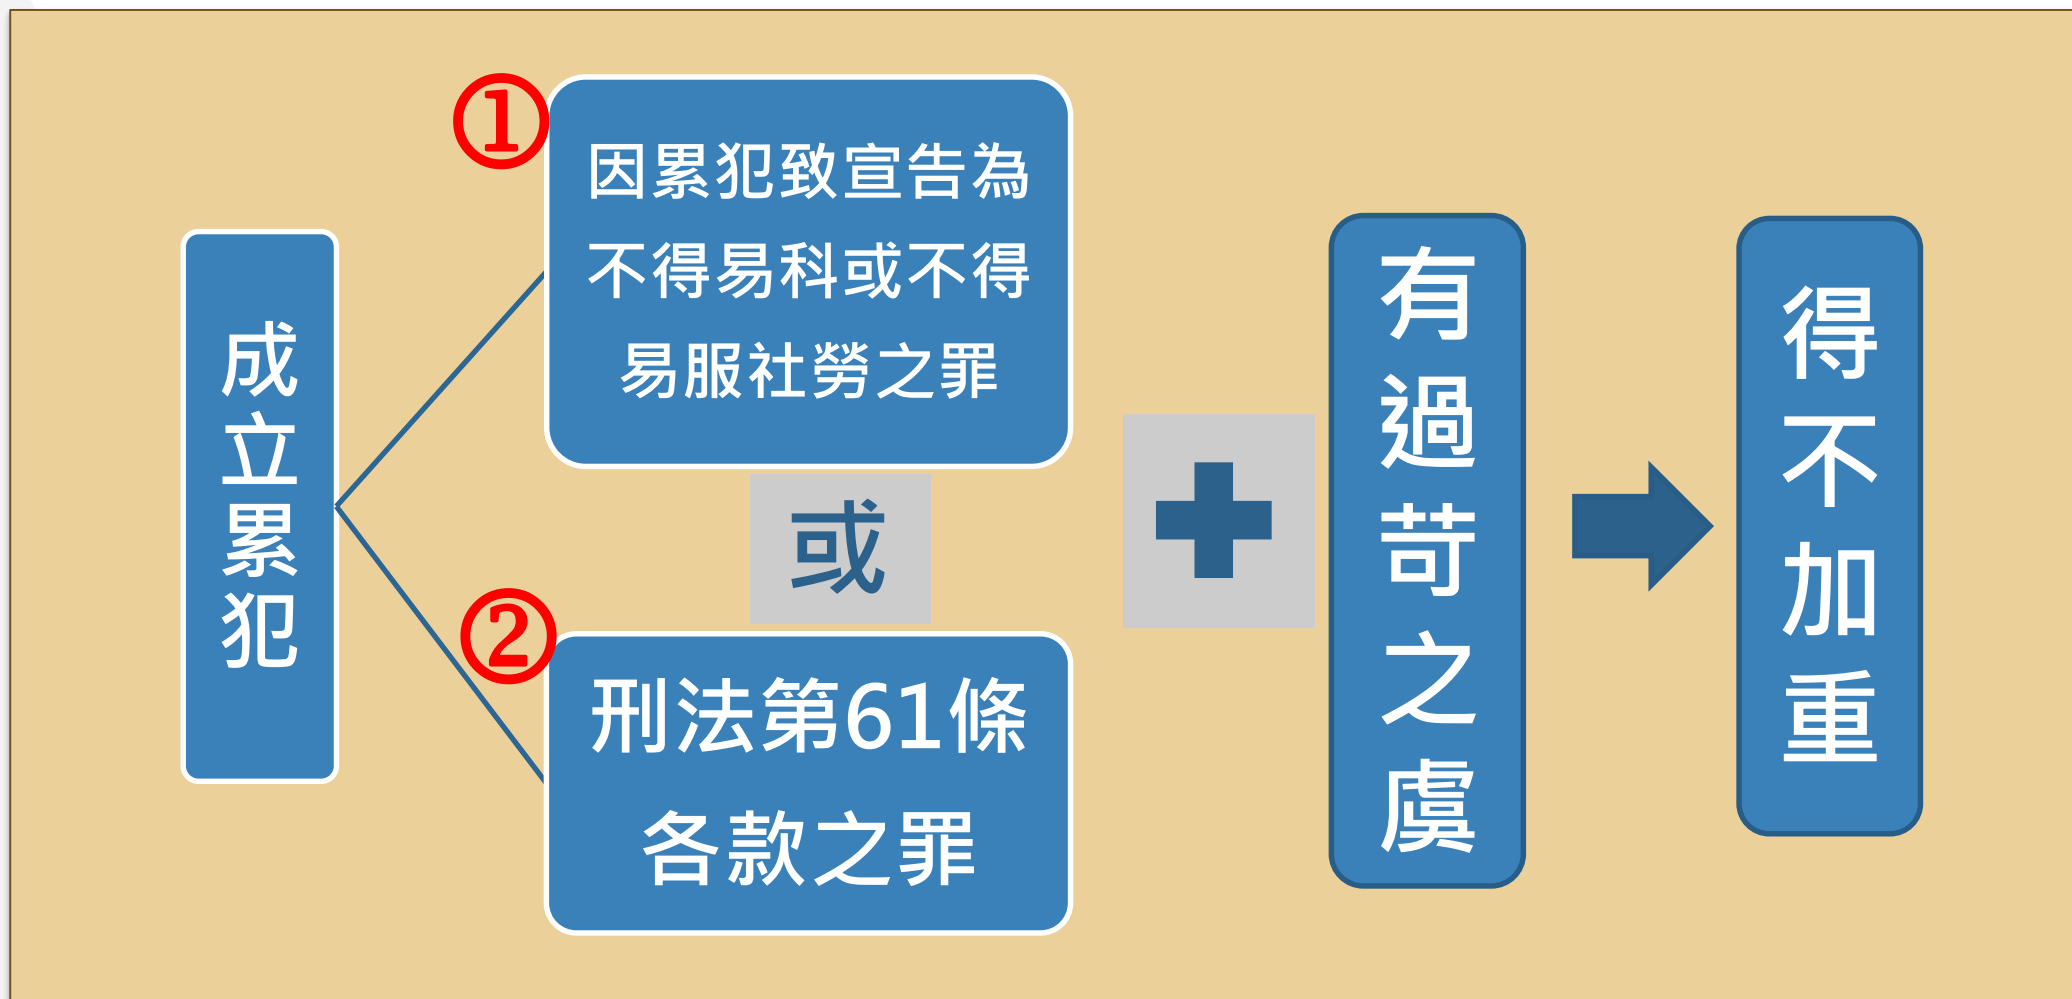 成立累犯
①
因累犯致宣告為
不得易科或不得
易服社勞之罪
或
②
刑法第61條
各款之罪
有過苛之虞
得不加重